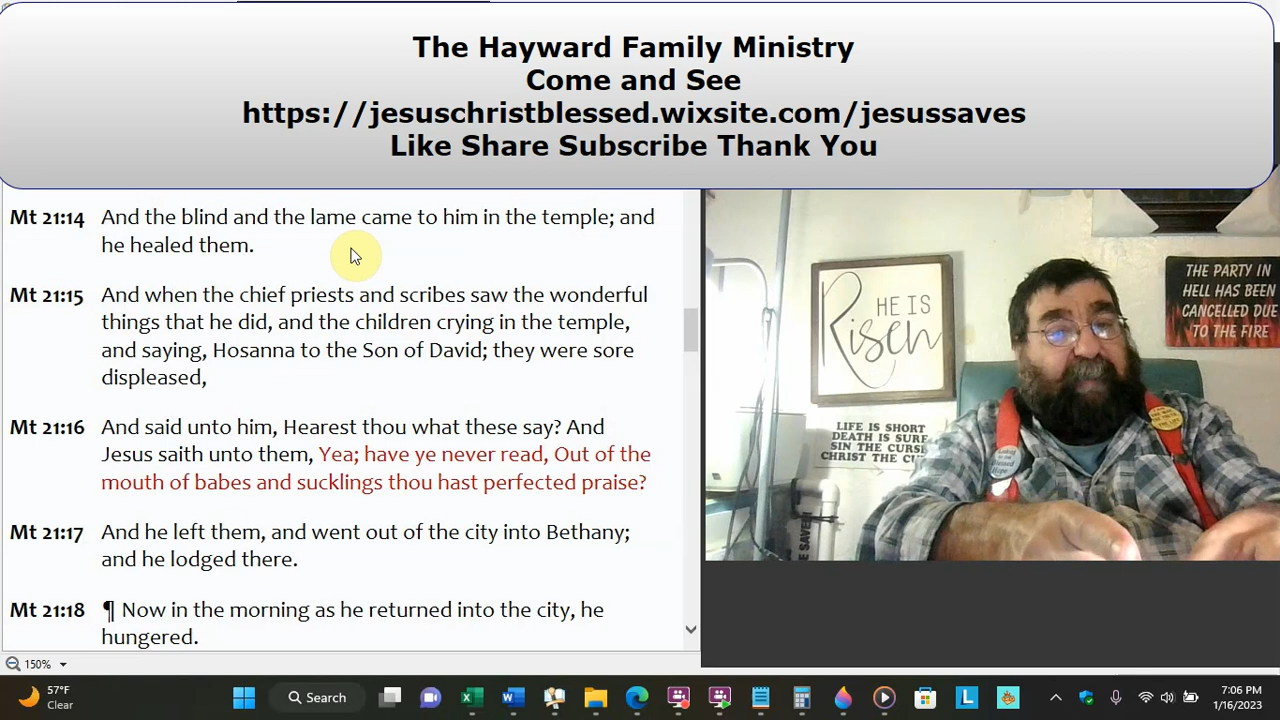 The Hayward Family Ministry
Come and See
https://jesuschristblessed.wixsite.com/jesussaves
Like Share Subscribe Thank You
Mt 21:14 And the blind and the lame came to him in the temple; and
he healed them.
Mt 21:15 And when the chief priests and scribes saw the wonderful
things that he did, and the children crying in the temple,
and saying, Hosanna to the Son of David; they were sore
displeased,
Mt 21:16 And said unto him, Hearest thou what these say? And
Jesus saith unto them, Yea; have ye never read, Out of the
mouth of babes and sucklings thou hast perfected praise?
Mt 21:17 And he left them, and went out of the city into Bethany;
and he lodged there.
Mt 21:18 ¶ Now in the morning as he returned into the city, he
hungered.
HE IS
Risen
LIFE IS SHORT
DEATH IS SURE
SIN THE CURSE
CHRIST THE
THE PARTY IN
HELL HAS BEEN
CANCELLED DUE
TO THE FIRE
Blessed
Hope
150%
57°F
Clear
Search
7:06 PM
1/16/2023